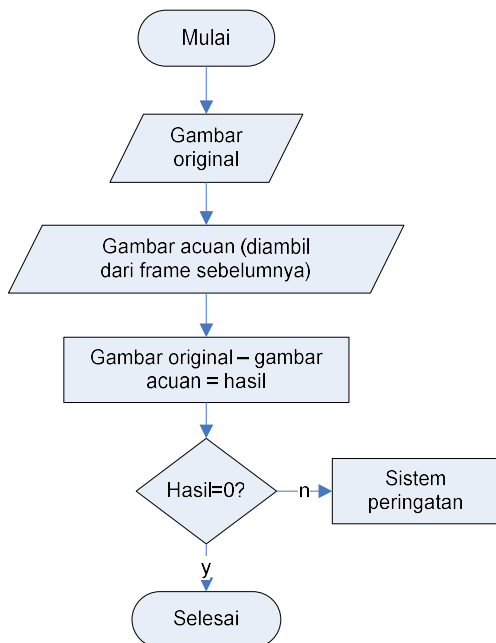 Mulai
Gambar
original
Gambar acuan (diambil
dari frame sebelumnya)
Gambar original – gambar
acuan = hasil
Hasil=0?
n
Sistem
peringatan
y
Selesai